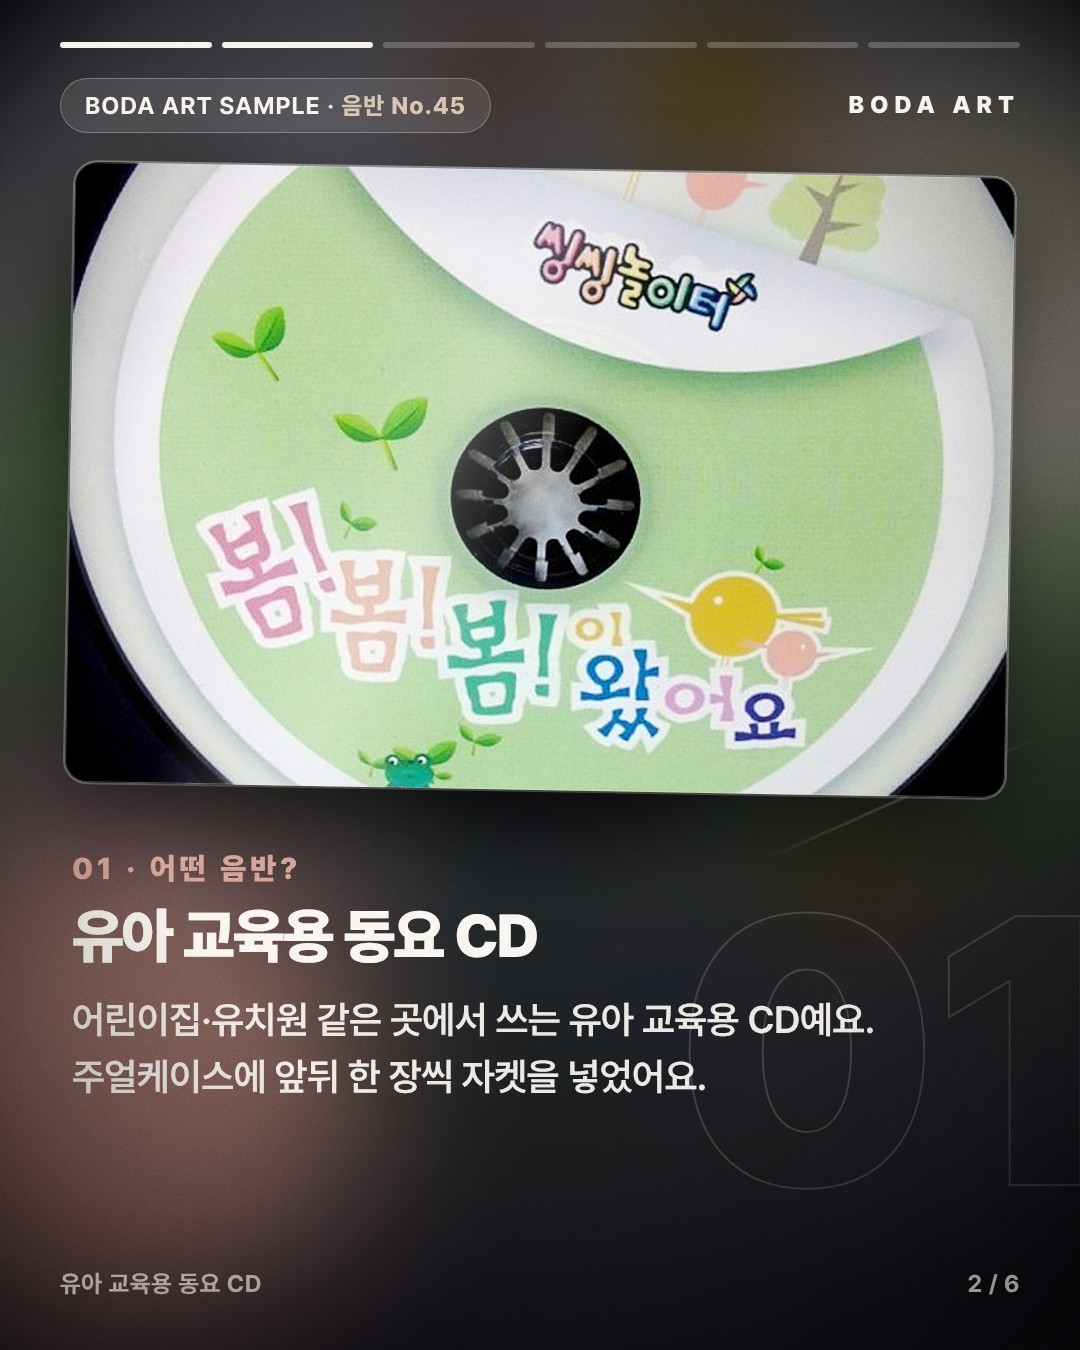 BODA ART SAMPLE · 음반 No.45
BODA ART
씽씽놀이터
봄! 봄! 봄!이 왔어요
01 · 어떤 음반?
유아 교육용 동요 CD
어린이집·유치원 같은 곳에서 쓰는 유아 교육용 CD예요.
주얼케이스에 앞뒤 한 장씩 자켓을 넣었어요.
01
유아 교육용 동요 CD
2 / 6